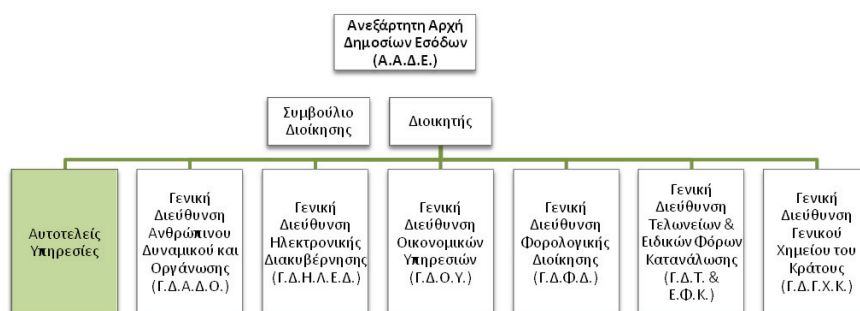 Ανεξάρτητη Αρχή
Δημοσίων Εσόδων
(Α.Α.Δ.Ε.)
Συμβούλιο
Διοίκησης
Διοικητής
Αυτοτελείς
Υπηρεσίες
Γενική
Διεύθυνση
Ανθρώπινου
Δυναμικού και
Οργάνωσης
(Γ.Δ.Α.Δ.Ο.)
Γενική
Διεύθυνση
Ηλεκτρονικής
Διακυβέρνησης
(Γ.Δ.Η.Λ.Ε.Δ.)
Γενική
Διεύθυνση
Οικονομικών
Υπηρεσιών
(Γ.Δ.Ο.Υ.)
Γενική
Διεύθυνση
Φορολογικής
Διοίκησης
(Γ.Δ.Φ.Δ.)
Γενική
Διεύθυνση
Τελωνείων &
Ειδικών Φόρων
Κατανάλωσης
(Γ.Δ.Τ. &
Ε.Φ.Κ.)
Γενική
Διεύθυνση
Γενικού
Χημείου του
Κράτους
(Γ.Δ.Γ.Χ.Κ.)